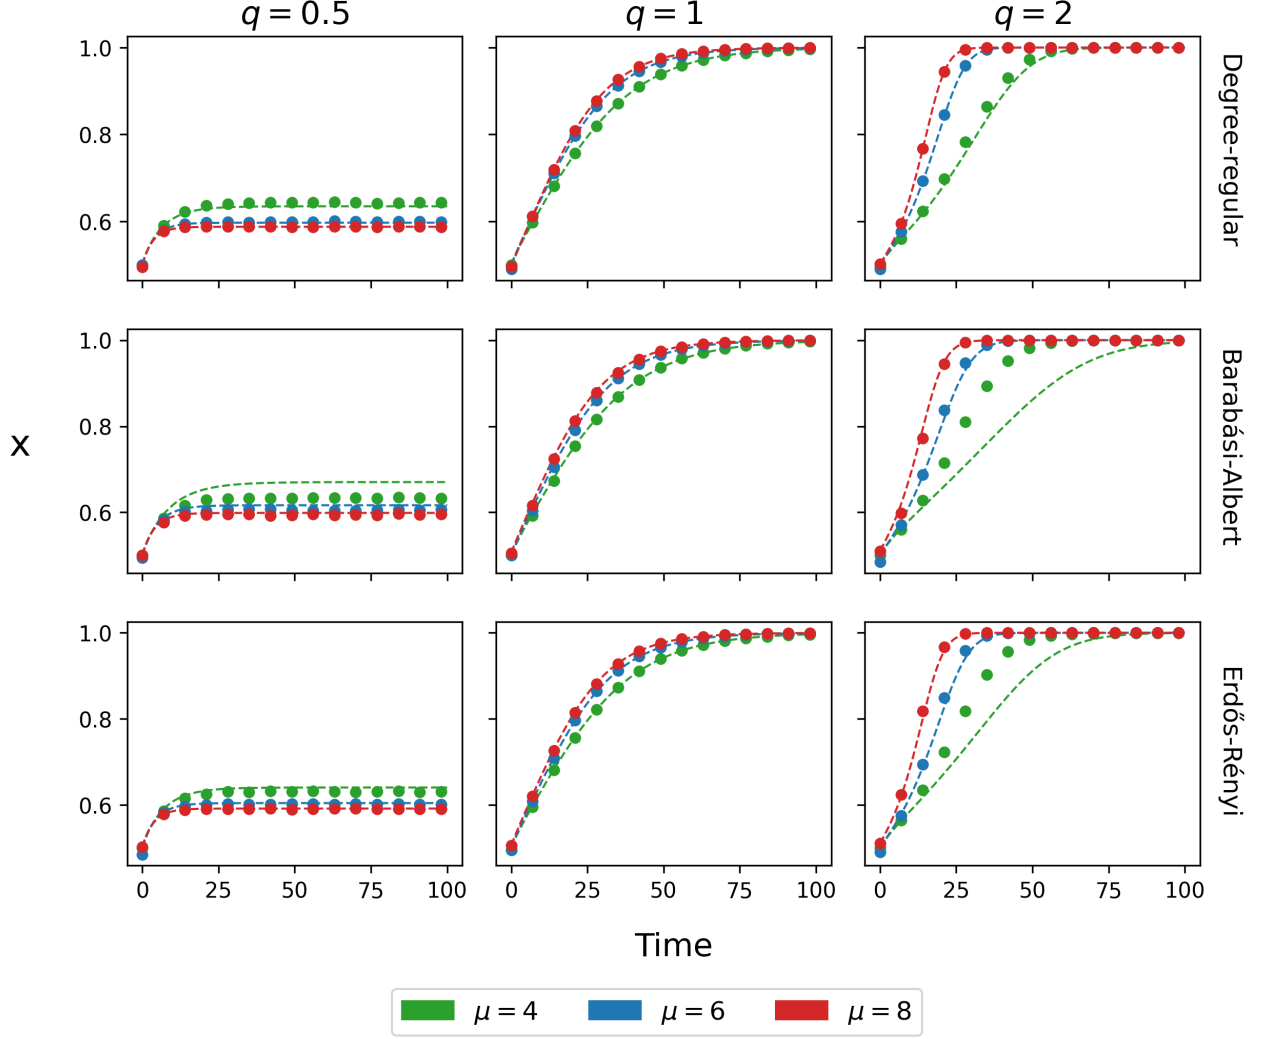 q = 0.5 q = 1 q = 2
1.0
0.8
0.6
Degree-regular
1.0
0.8
0.6
Barabási-Albert
x
1.0
0.8
0.6
Erdős-Rényi
0 25 50 75 100 0 25 50 75 100 0 25 50 75 100
Time
μ = 4 μ = 6 μ = 8